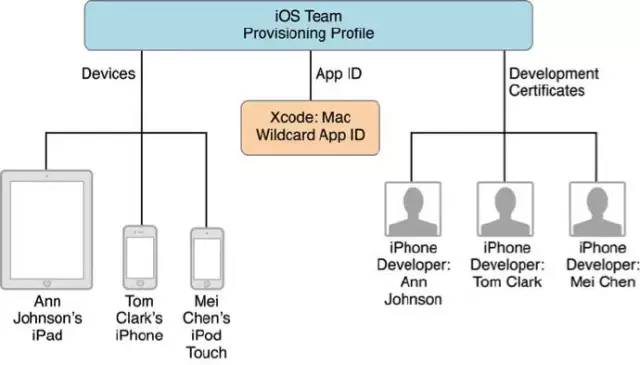 iOS Team
Provisioning Profile
Devices
App ID
Development
Certificates
Xcode: Mac
Wildcard App ID
Ann
Johnson's
iPad
Tom
Clark's
iPhone
Mei
Chen's
iPod
Touch
iPhone
Developer:
Ann
Johnson
iPhone
Developer:
Tom Clark
iPhone
Developer:
Mei Chen